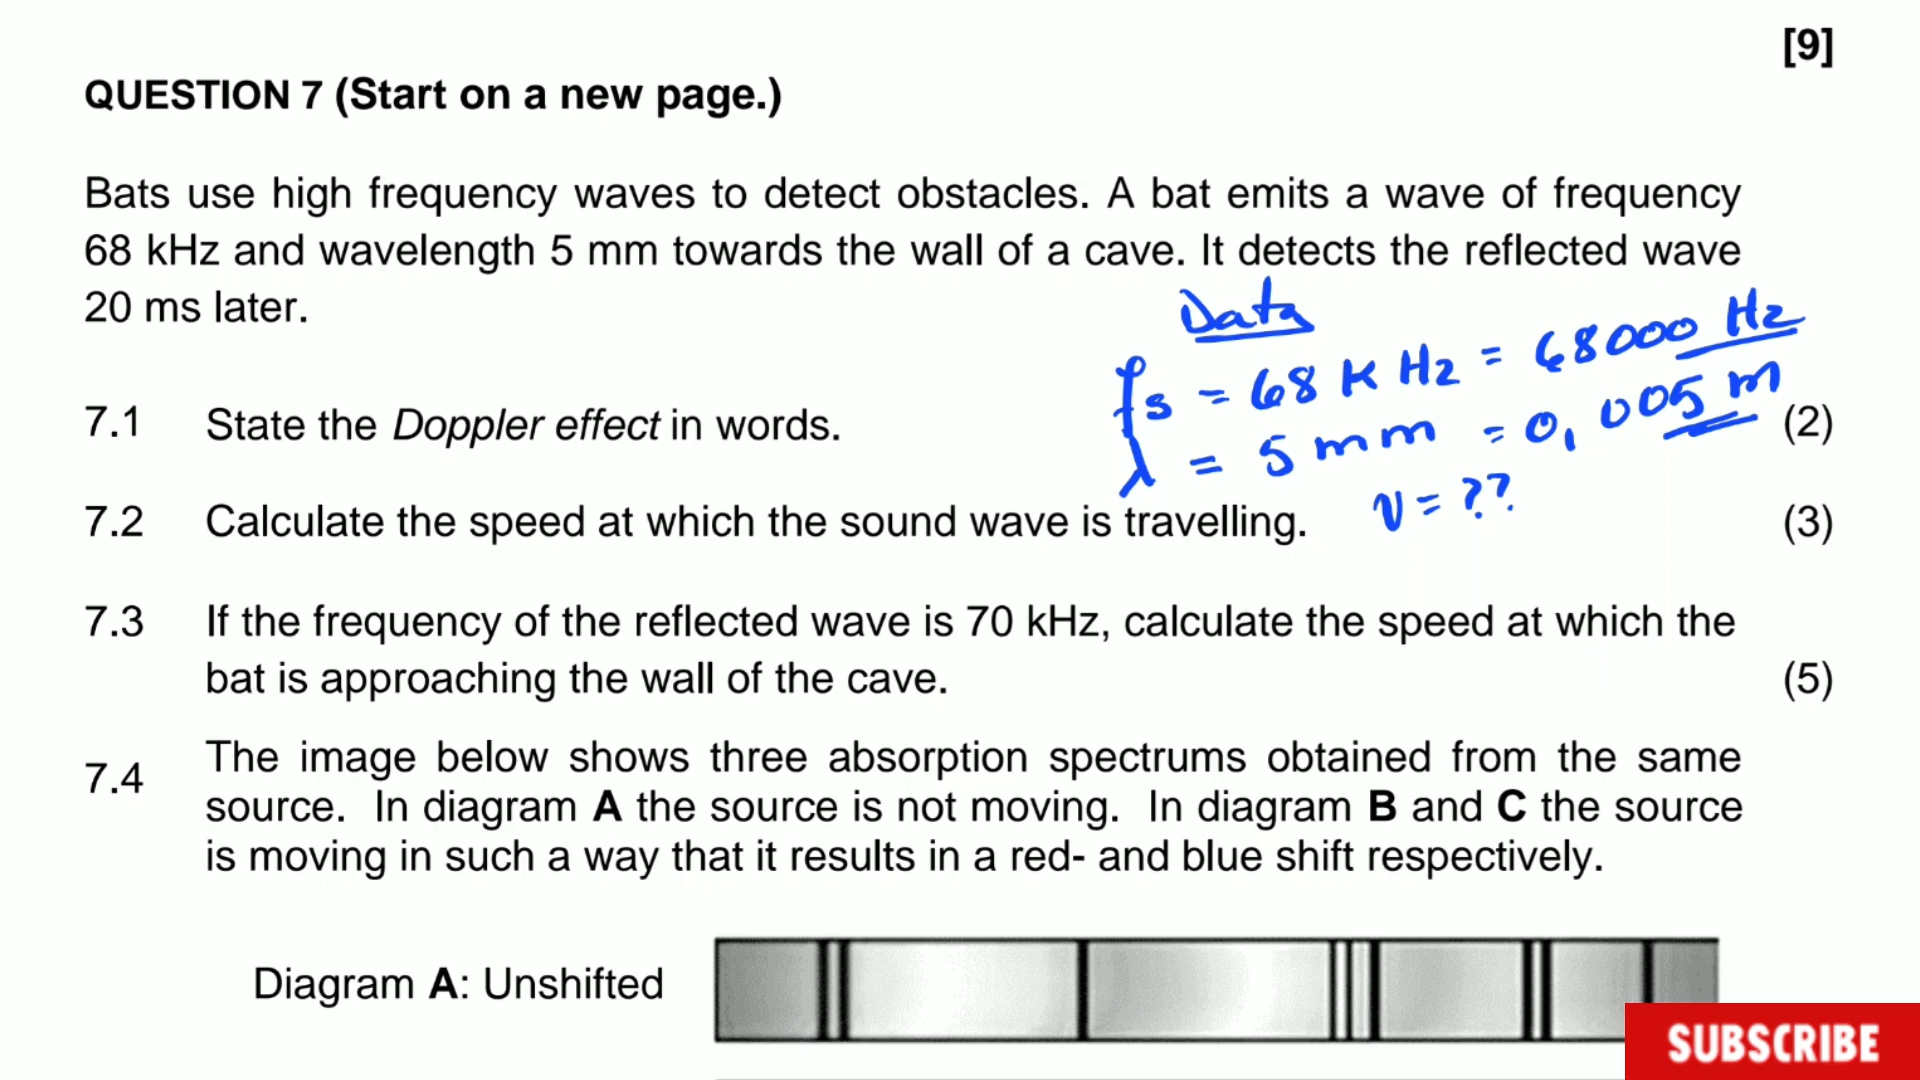 [9]
QUESTION 7 (Start on a new page.)
Bats use high frequency waves to detect obstacles. A bat emits a wave of frequency
68 kHz and wavelength 5 mm towards the wall of a cave. It detects the reflected wave
20 ms later.
Data
fs = 68 K Hz = 68000 Hz
λ = 5 mm = 0,005 m
7.1 State the Doppler effect in words. (2)
7.2 Calculate the speed at which the sound wave is travelling. v = ?? (3)
7.3 If the frequency of the reflected wave is 70 kHz, calculate the speed at which the
bat is approaching the wall of the cave. (5)
7.4 The image below shows three absorption spectrums obtained from the same
source. In diagram A the source is not moving. In diagram B and C the source
is moving in such a way that it results in a red- and blue shift respectively.
Diagram A: Unshifted
SUBSCRIBE